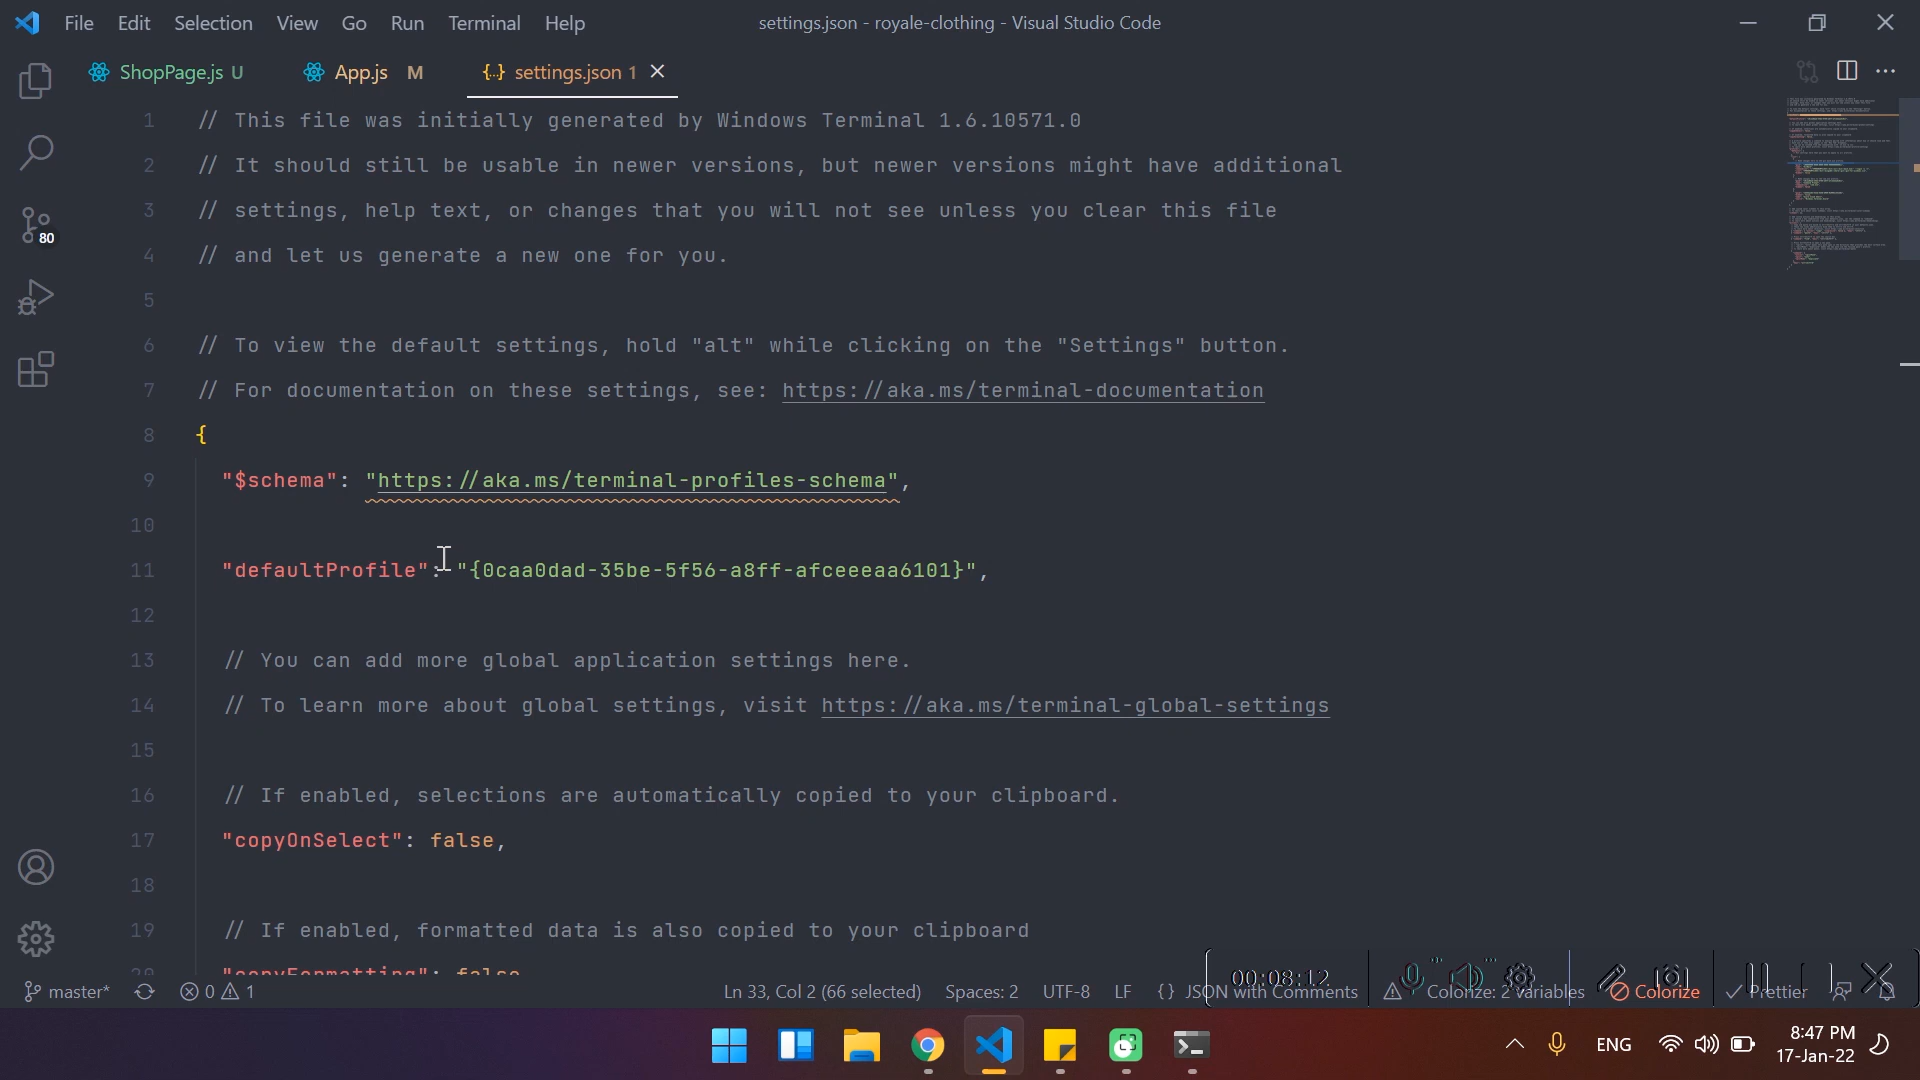 File Edit Selection View Go Run Terminal Help
settings.json - royale-clothing - Visual Studio Code
ShopPage.js U
App.js M
{..} settings.json 1
1 // This file was initially generated by Windows Terminal 1.6.10571.0
2 // It should still be usable in newer versions, but newer versions might have additional
3 // settings, help text, or changes that you will not see unless you clear this file
4 // and let us generate a new one for you.
5
6 // To view the default settings, hold "alt" while clicking on the "Settings" button.
7 // For documentation on these settings, see: https://aka.ms/terminal-documentation
8 {
9 "$schema": "https://aka.ms/terminal-profiles-schema",
10
11 "defaultProfile": "{0caa0dad-35be-5f56-a8ff-afceeeaa6101}",
12
13 // You can add more global application settings here.
14 // To learn more about global settings, visit https://aka.ms/terminal-global-settings
15
16 // If enabled, selections are automatically copied to your clipboard.
17 "copyOnSelect": false,
18
19 // If enabled, formatted data is also copied to your clipboard
20 "copyFormatting": false
80
00:08:12
master* 0 1 Ln 33, Col 2 (66 selected) Spaces: 2 UTF-8 LF {} JSON with Comments Colorize: 2 variables Colorize Prettier
ENG
8:47 PM
17-Jan-22